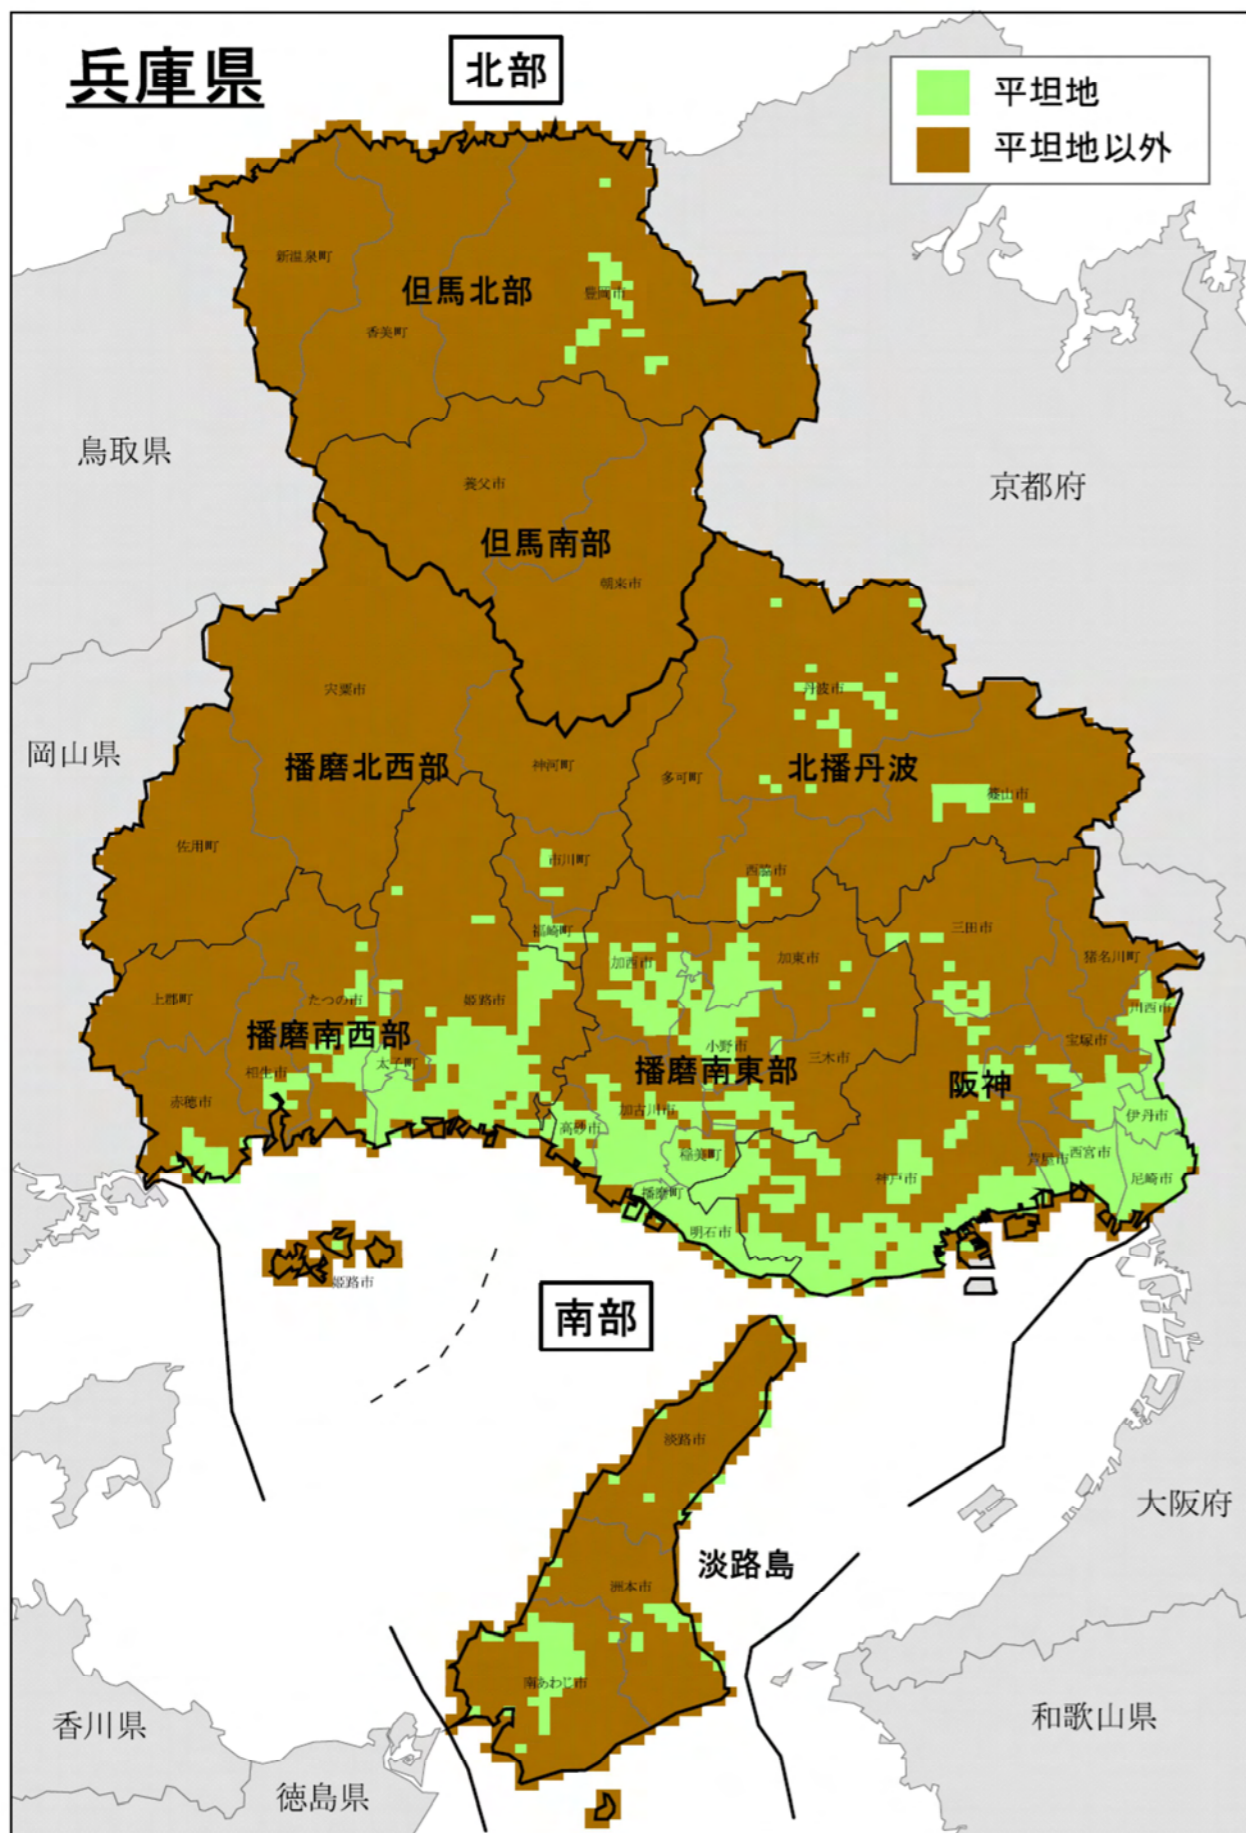 兵庫県
北部
平坦地
平坦地以外
新温泉町
但馬北部
豊岡市
香美町
鳥取県
養父市
京都府
但馬南部
朝来市
宍粟市
丹波市
岡山県
播磨北西部
神河町
多可町
北播丹波
篠山市
佐用町
市川町
西脇市
福崎町
三田市
加西市
加東市
猪名川町
上郡町
たつの市
姫路市
川西市
播磨南西部
小野市
宝塚市
太子町
三木市
相生市
播磨南東部
阪神
赤穂市
加古川市
伊丹市
高砂市
稲美町
西宮市
芦屋市
神戸市
尼崎市
播磨町
明石市
姫路市
南部
淡路市
大阪府
淡路島
洲本市
南あわじ市
香川県
和歌山県
徳島県